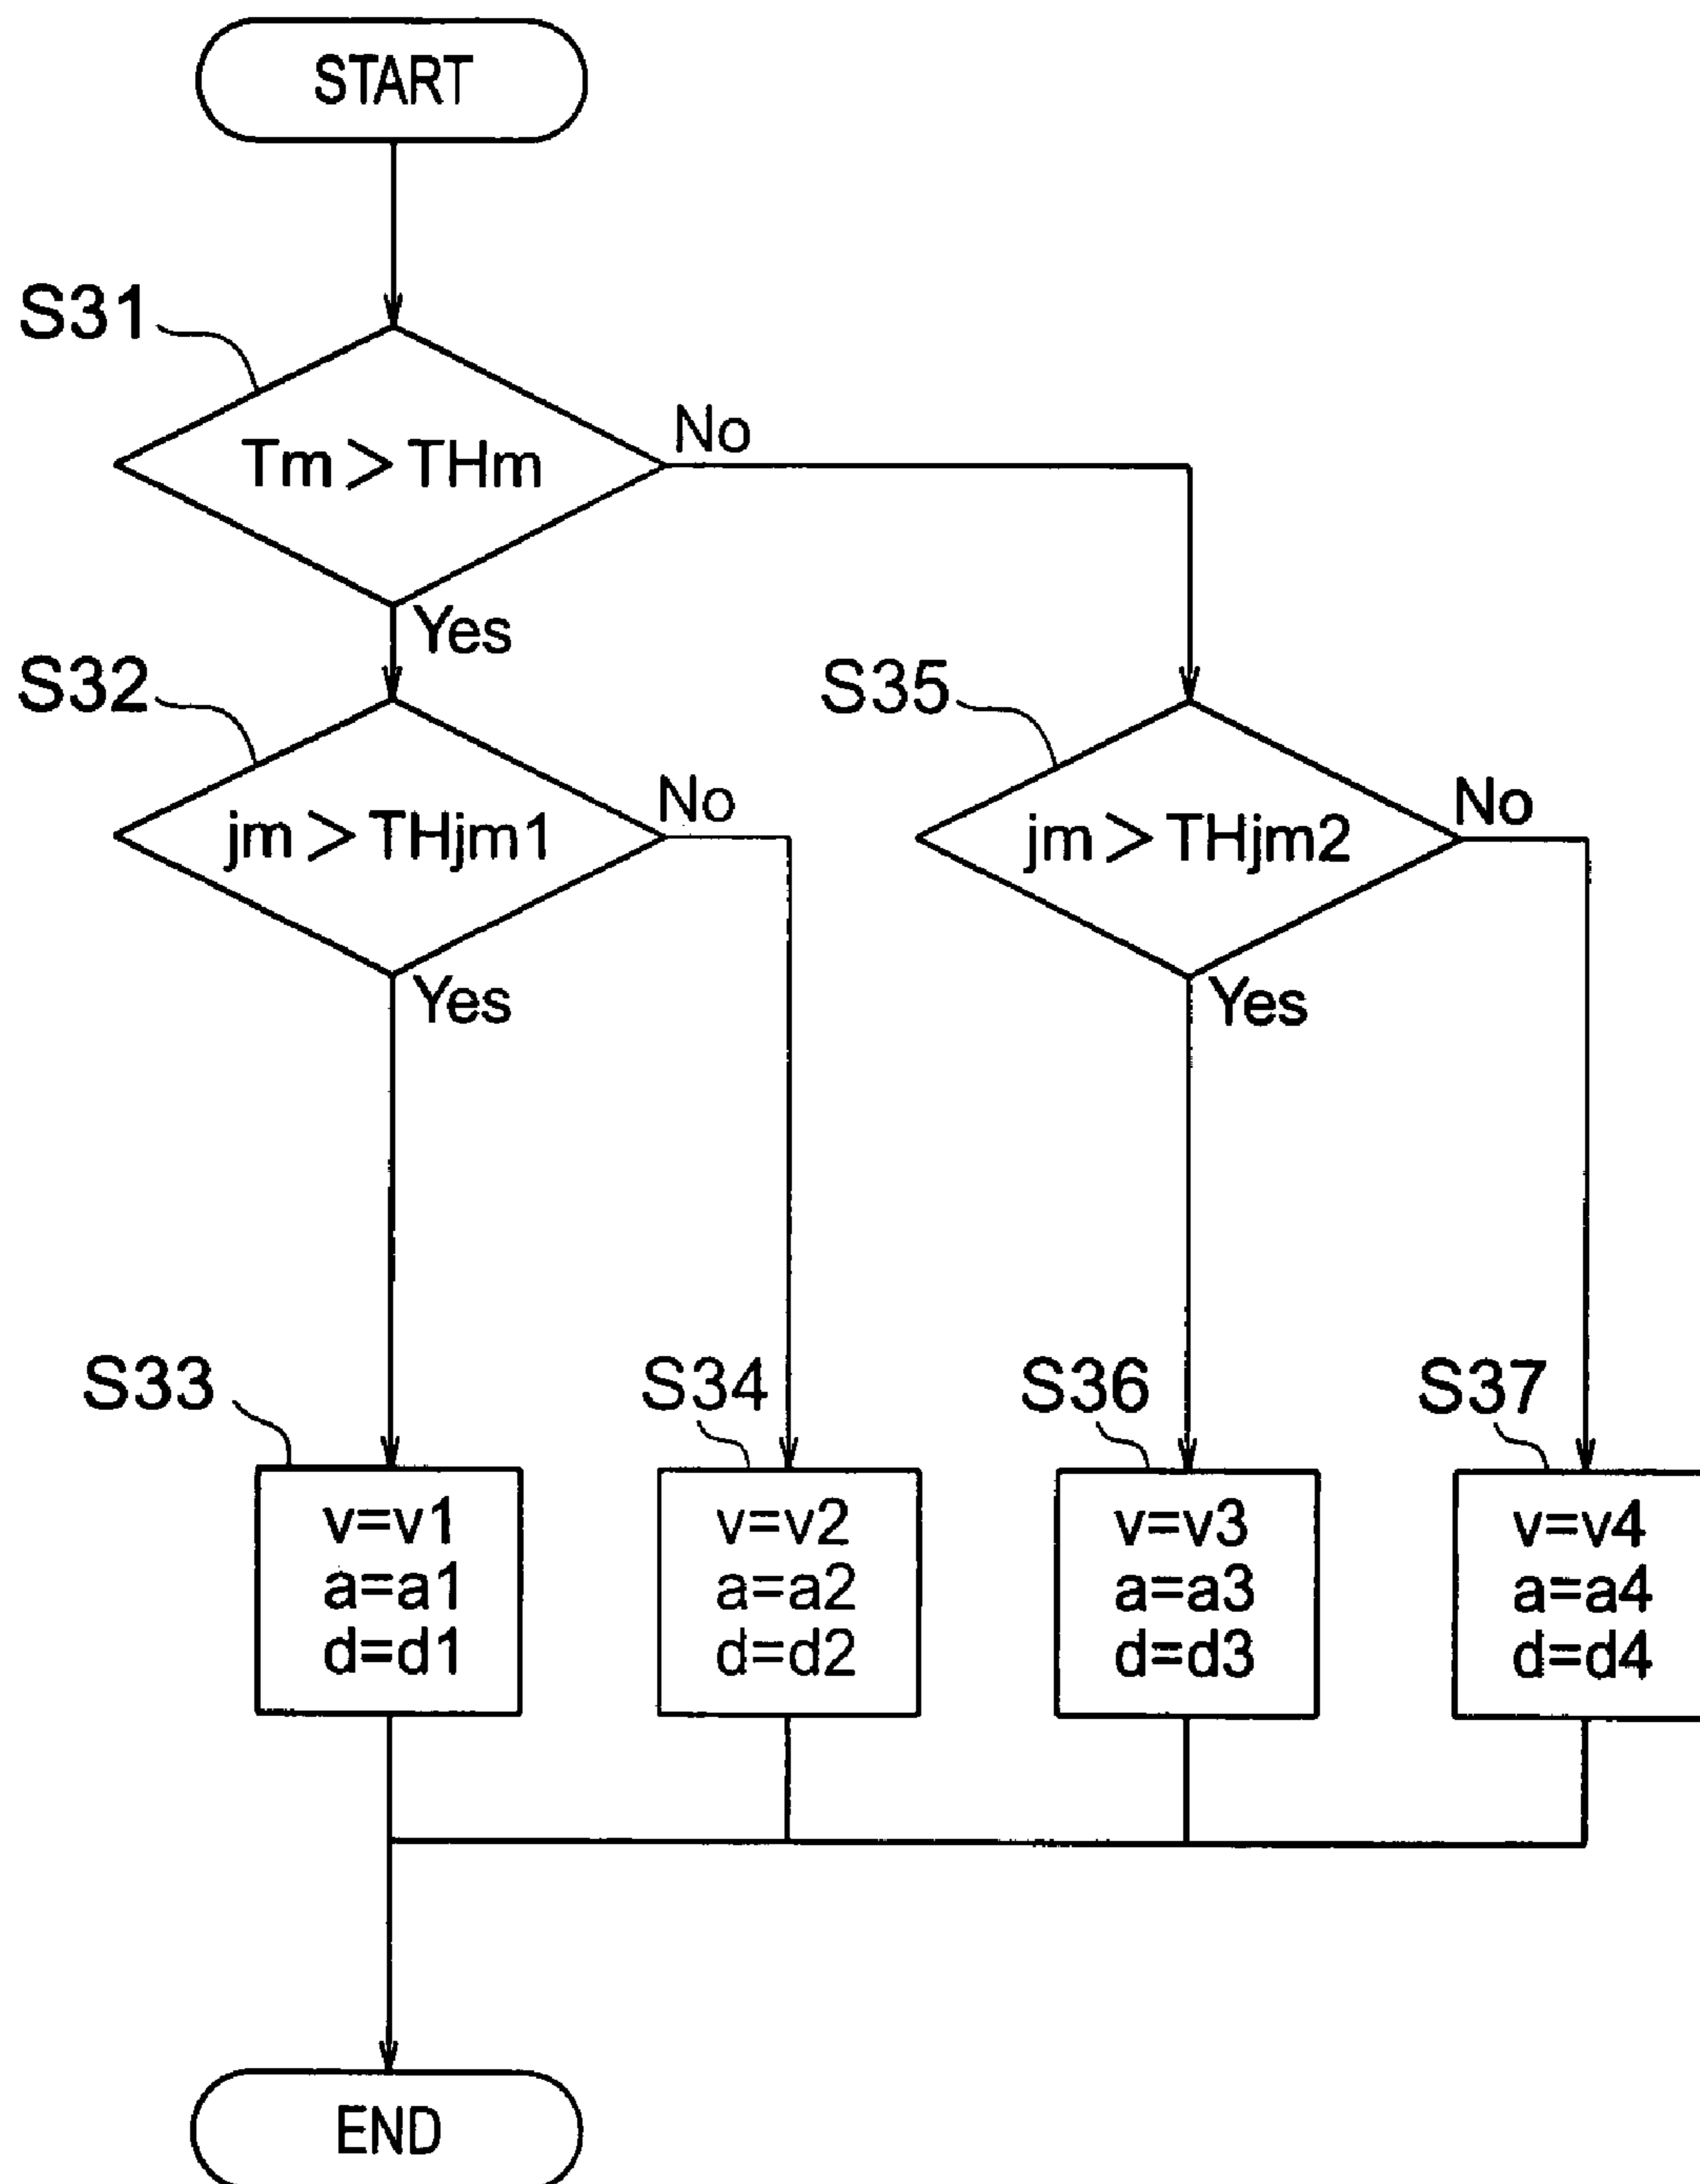 START
S31
Tm > THm
No
Yes
S32
jm > THjm1
No
Yes
S35
jm > THjm2
No
Yes
S33
v=v1
a=a1
d=d1
S34
v=v2
a=a2
d=d2
S36
v=v3
a=a3
d=d3
S37
v=v4
a=a4
d=d4
END